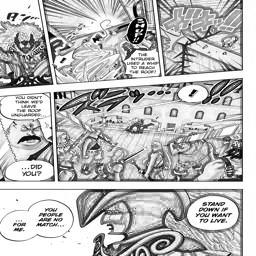 THE
INTRUDER
USED A WHIP
TO REACH
THE ROOF!
!
!
YOU DIDN'T
THINK WE'D
LEAVE THE
ROOF
UNGUARDED...
...DID
YOU?
STAND
DOWN IF YOU
WANT TO
LIVE.
YOU
PEOPLE
ARE NO
MATCH...
...FOR
ME.